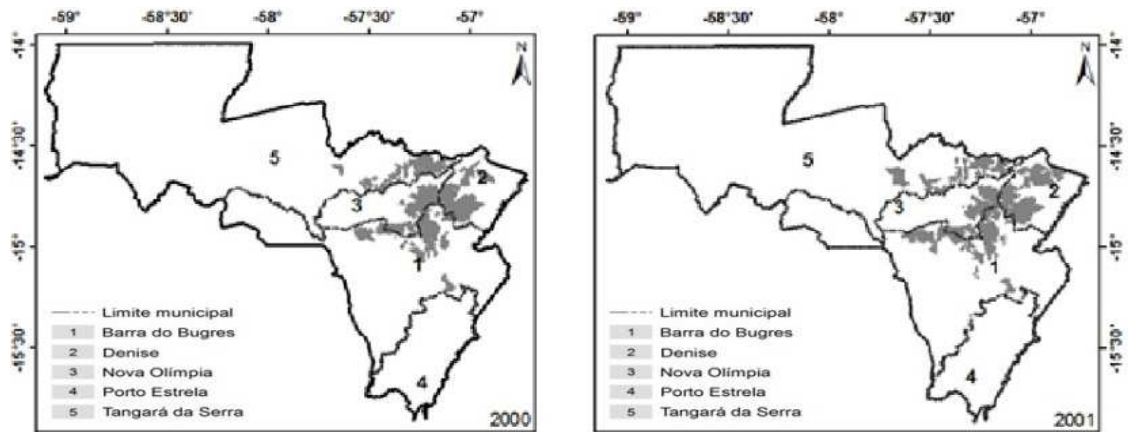 -59° -58°30' -58° -57°30' -57°
N
-14°
-14°30'
-15°
-15°30'
5
2
3
1
4
Limite municipal
1 Barra do Bugres
2 Denise
3 Nova Olímpia
4 Porto Estrela
5 Tangará da Serra
2000
-59° -58°30' -58° -57°30' -57°
N
-14°
-14°30'
-15°
-15°30'
5
2
3
1
4
Limite municipal
1 Barra do Bugres
2 Denise
3 Nova Olímpia
4 Porto Estrela
5 Tangará da Serra
2001